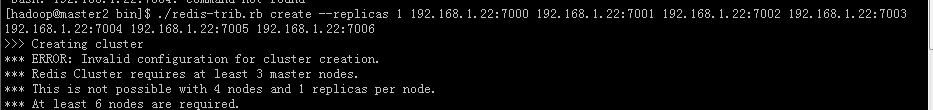 -bash: 192.168.1.22:7004: command not found
[hadoop@master2 bin]$ ./redis-trib.rb create --replicas 1 192.168.1.22:7000 192.168.1.22:7001 192.168.1.22:7002 192.168.1.22:7003
192.168.1.22:7004 192.168.1.22:7005 192.168.1.22:7006
>>> Creating cluster
*** ERROR: Invalid configuration for cluster creation.
*** Redis Cluster requires at least 3 master nodes.
*** This is not possible with 4 nodes and 1 replicas per node.
*** At least 6 nodes are required.